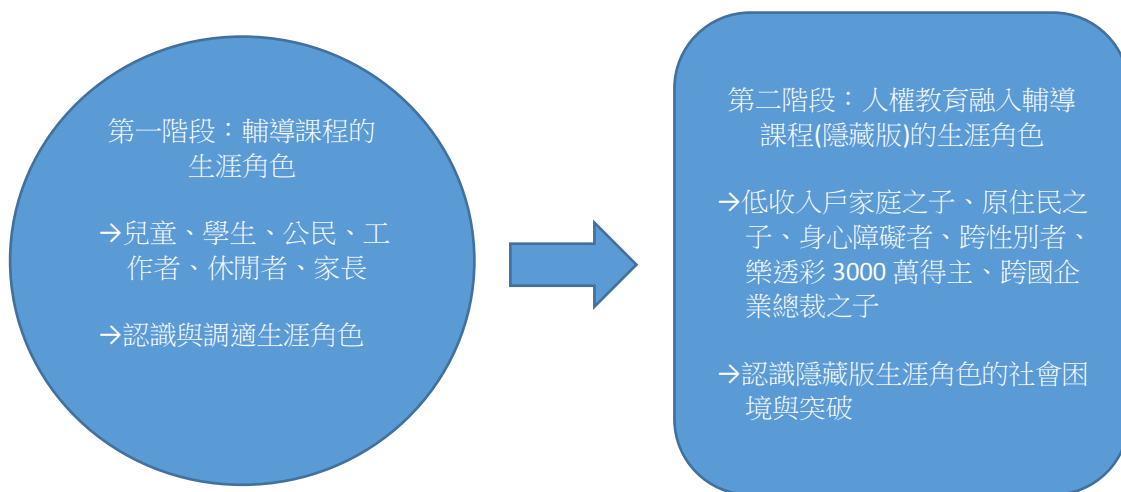 第一階段：輔導課程的
生涯角色
→兒童、學生、公民、工
作者、休閒者、家長
→認識與調適生涯角色
第二階段：人權教育融入輔導
課程(隱藏版)的生涯角色
→低收入戶家庭之子、原住民之
子、身心障礙者、跨性別者、
樂透彩 3000 萬得主、跨國企
業總裁之子
→認識隱藏版生涯角色的社會困
境與突破